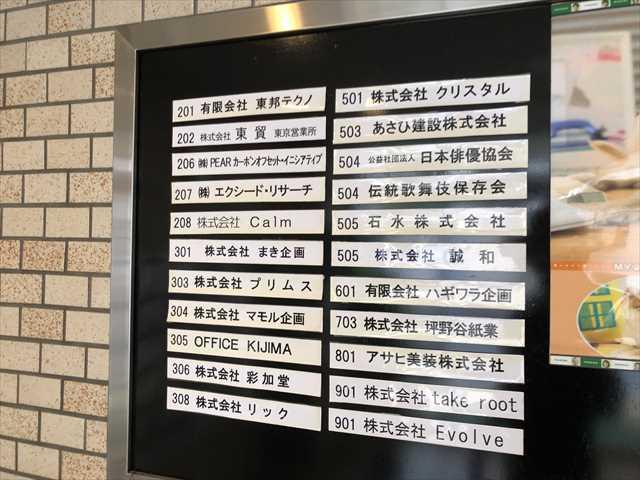 201 有限会社 東邦テクノ
202 株式会社 東貿 東京営業所
206 ㈱ PEAR カーボンオフセット・イニシアティブ
207 ㈱ エクシード・リサーチ
208 株式会社 Calm
301 株式会社 まき企画
303 株式会社 プリムス
304 株式会社 マモル企画
305 OFFICE KIJIMA
306 株式会社 彩加堂
308 株式会社 リック
501 株式会社 クリスタル
503 あさひ建設株式会社
504 公益社団法人 日本俳優協会
504 伝統歌舞伎保存会
505 石水株式会社
505 株式会社 誠和
601 有限会社 ハギワラ企画
703 株式会社 坪野谷紙業
801 アサヒ美装株式会社
901 株式会社 take root
901 株式会社 Evolve